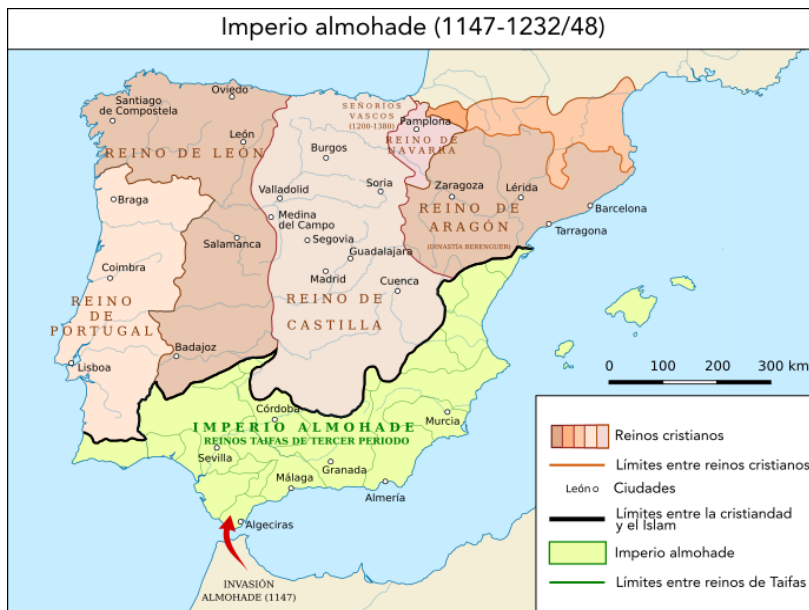 Imperio almohade (1147-1232/48)
Oviedo
Santiago
de Compostela
SEÑORÍOS
VASCOS
(1200-1380)
Pamplona
León
REINO DE LEÓN
REINO DE
NAVARRA
Burgos
Braga
Valladolid
Soria
Zaragoza
Lérida
Barcelona
REINO DE
ARAGÓN
(DINASTÍA BERENGUER)
Tarragona
Medina
del Campo
Salamanca
Segovia
Guadalajara
Coimbra
Madrid
Cuenca
REINO
DE
PORTUGAL
REINO DE
CASTILLA
Badajoz
Lisboa
0 100 200 300 km
Córdoba
IMPERIO ALMOHADE
REINOS TAIFAS DE TERCER PERIODO
Murcia
Sevilla
Granada
Málaga
Almería
Algeciras
INVASIÓN
ALMOHADE (1147)
Reinos cristianos
Límites entre reinos cristianos
León Ciudades
Límites entre la cristiandad
y el Islam
Imperio almohade
Límites entre reinos de Taifas